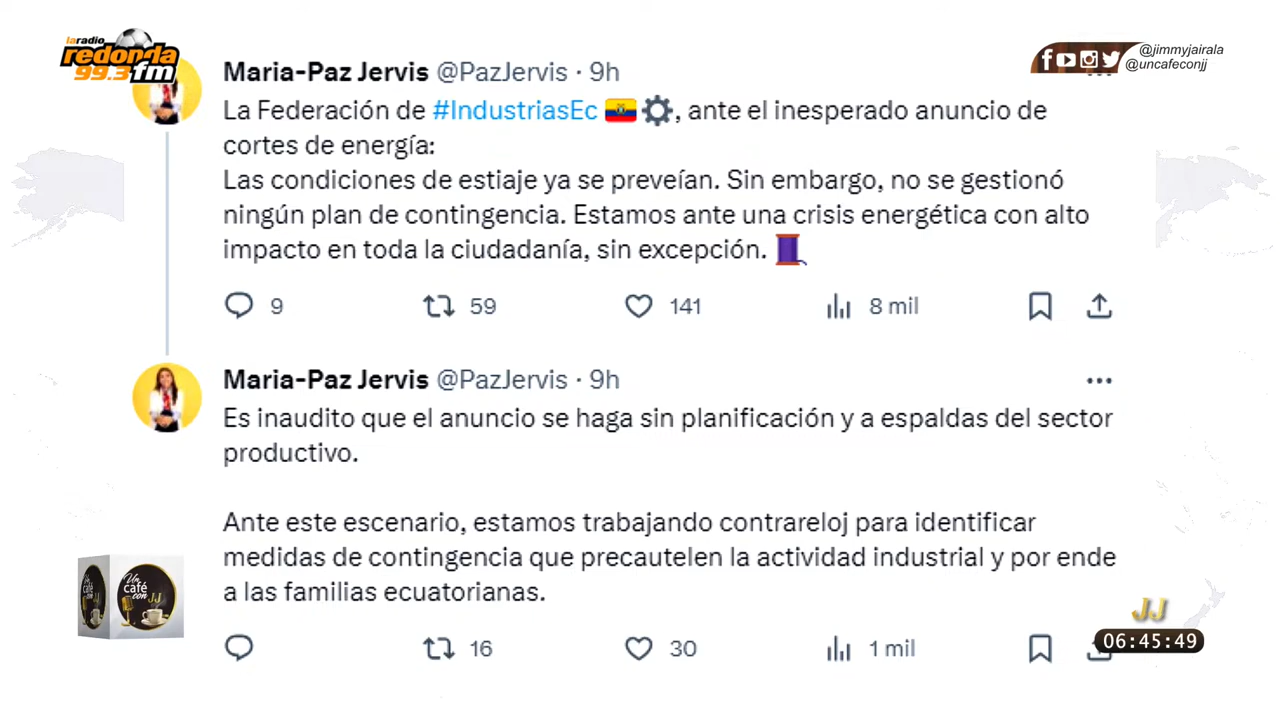 laradio
redonda
99.3 fm
@jimmyjairala
@uncafeconjj
Maria-Paz Jervis @PazJervis · 9h
La Federación de #IndustriasEc 🇪🇨⚙️, ante el inesperado anuncio de
cortes de energía:
Las condiciones de estiaje ya se preveían. Sin embargo, no se gestionó
ningún plan de contingencia. Estamos ante una crisis energética con alto
impacto en toda la ciudadanía, sin excepción. 🧵
9 59 141 8 mil
Maria-Paz Jervis @PazJervis · 9h
Es inaudito que el anuncio se haga sin planificación y a espaldas del sector
productivo.
Ante este escenario, estamos trabajando contrareloj para identificar
medidas de contingencia que precautelen la actividad industrial y por ende
a las familias ecuatorianas.
16 30 1 mil
Un
café
con JJ
JJ
06:45:49